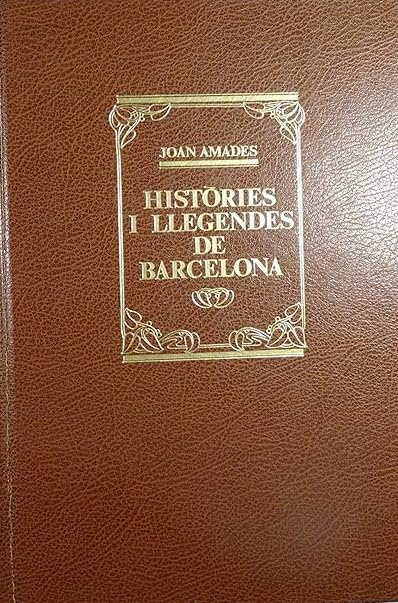 JOAN AMADES
HISTÒRIES
I LLEGENDES
DE
BARCELONA